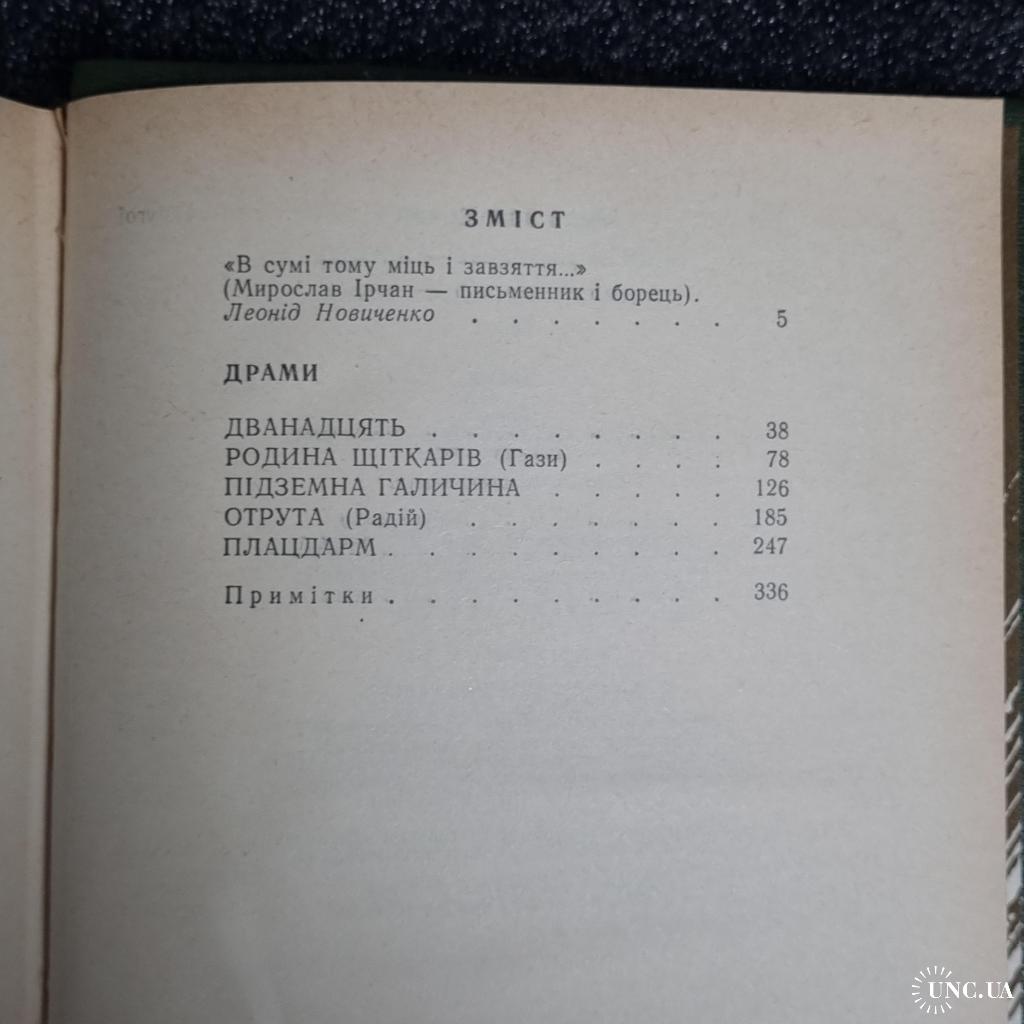 ЗМІСТ
«В сумі тому міць і завзяття...»
(Мирослав Ірчан — письменник і борець).
Леонід Новиченко . . . . . . . 5
ДРАМИ
ДВАНАДЦЯТЬ . . . . . . . . 38
РОДИНА ЩІТКАРІВ (Гази) . . . . 78
ПІДЗЕМНА ГАЛИЧИНА . . . . . 126
ОТРУТА (Радій) . . . . . . . 185
ПЛАЦДАРМ . . . . . . . . . 247
Примітки . . . . . . . . . 336
UNC.UA